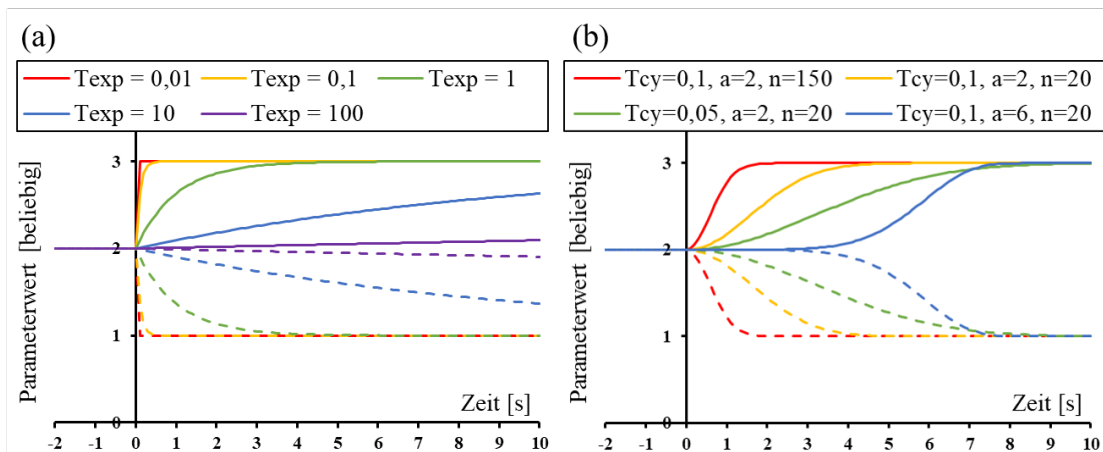 (a)
Texp = 0,01 Texp = 0,1 Texp = 1
Texp = 10 Texp = 100
Parameterwert [beliebig]
3
2
1
0
Zeit [s]
-2 -1 0 1 2 3 4 5 6 7 8 9 10
(b)
Tcy=0,1, a=2, n=150 Tcy=0,1, a=2, n=20
Tcy=0,05, a=2, n=20 Tcy=0,1, a=6, n=20
Parameterwert [beliebig]
3
2
1
0
Zeit [s]
-2 -1 0 1 2 3 4 5 6 7 8 9 10